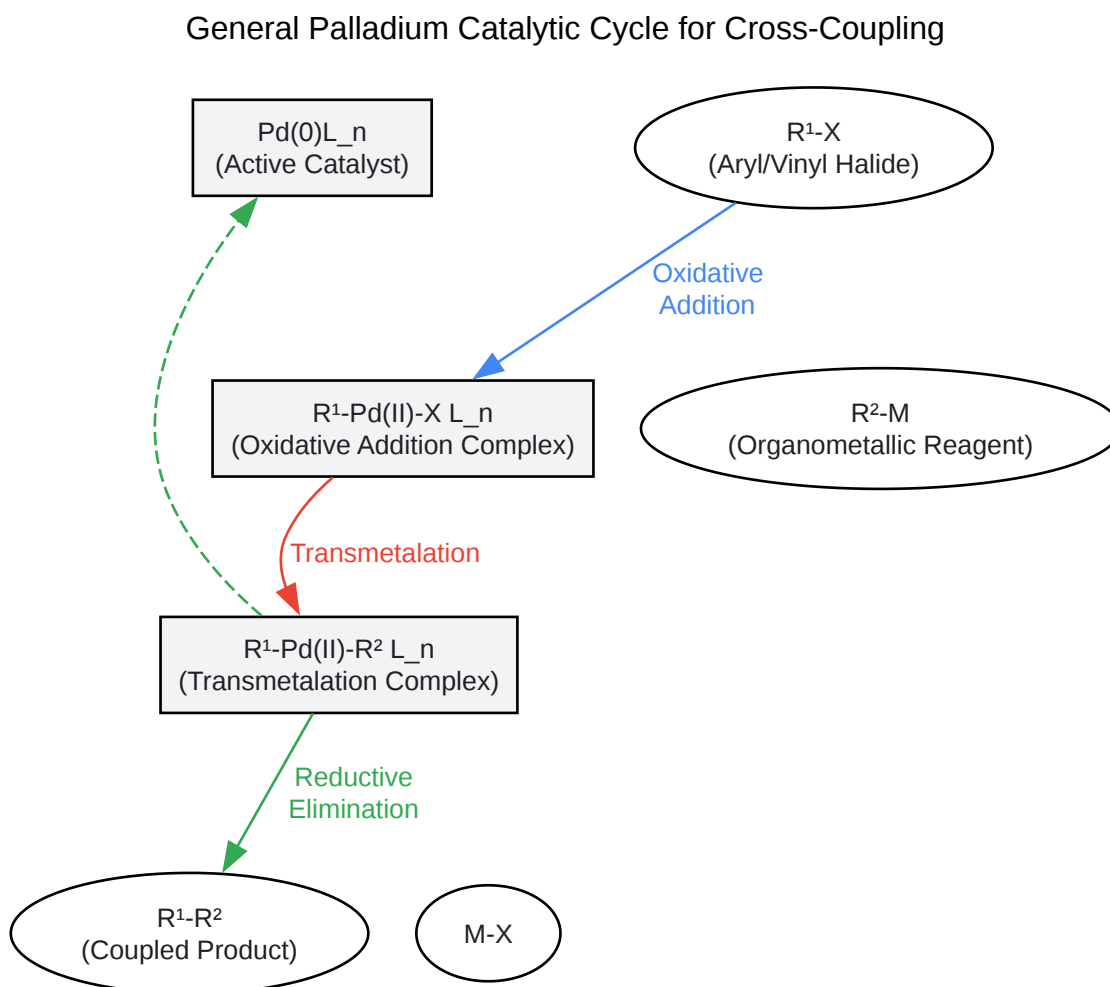 General Palladium Catalytic Cycle for Cross-Coupling
Pd(0)L_n
(Active Catalyst)
R¹-X
(Aryl/Vinyl Halide)
Oxidative
Addition
R¹-Pd(II)-X L_n
(Oxidative Addition Complex)
R²-M
(Organometallic Reagent)
Transmetalation
R¹-Pd(II)-R² L_n
(Transmetalation Complex)
Reductive
Elimination
R¹-R²
(Coupled Product)
M-X